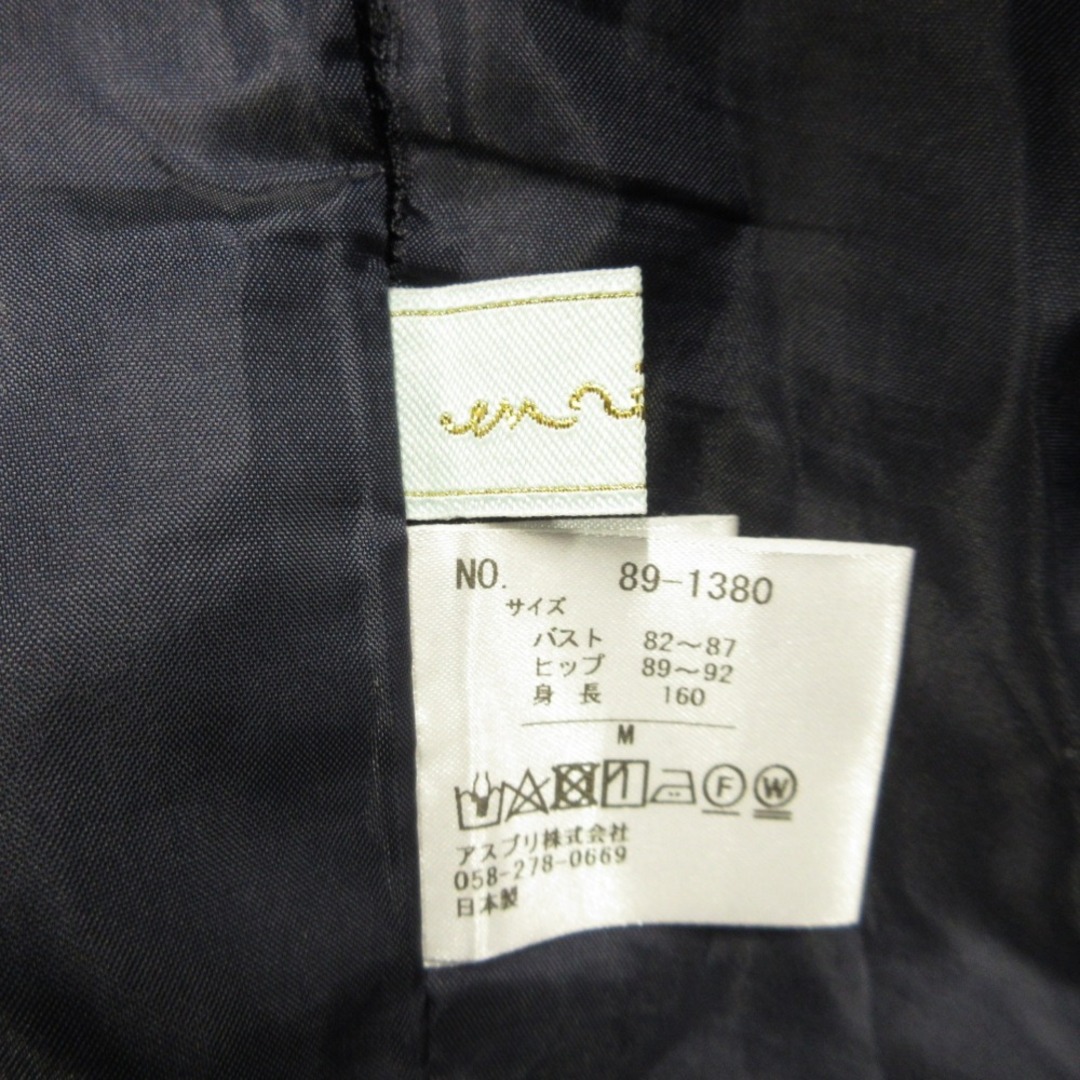 NO. 89-1380
サイズ
バスト 82～87
ヒップ 89～92
身長 160
M
F W
アスプリ株式会社
058-278-0669
日本製